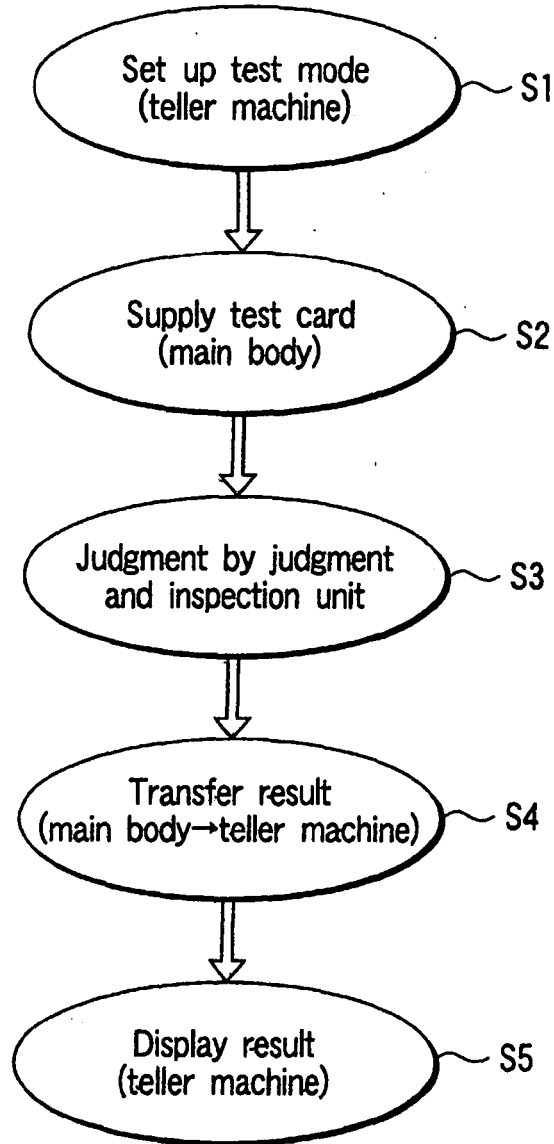 Set up test mode
(teller machine)
S1
Supply test card
(main body)
S2
Judgment by judgment
and inspection unit
S3
Transfer result
(main body→teller machine)
S4
Display result
(teller machine)
S5